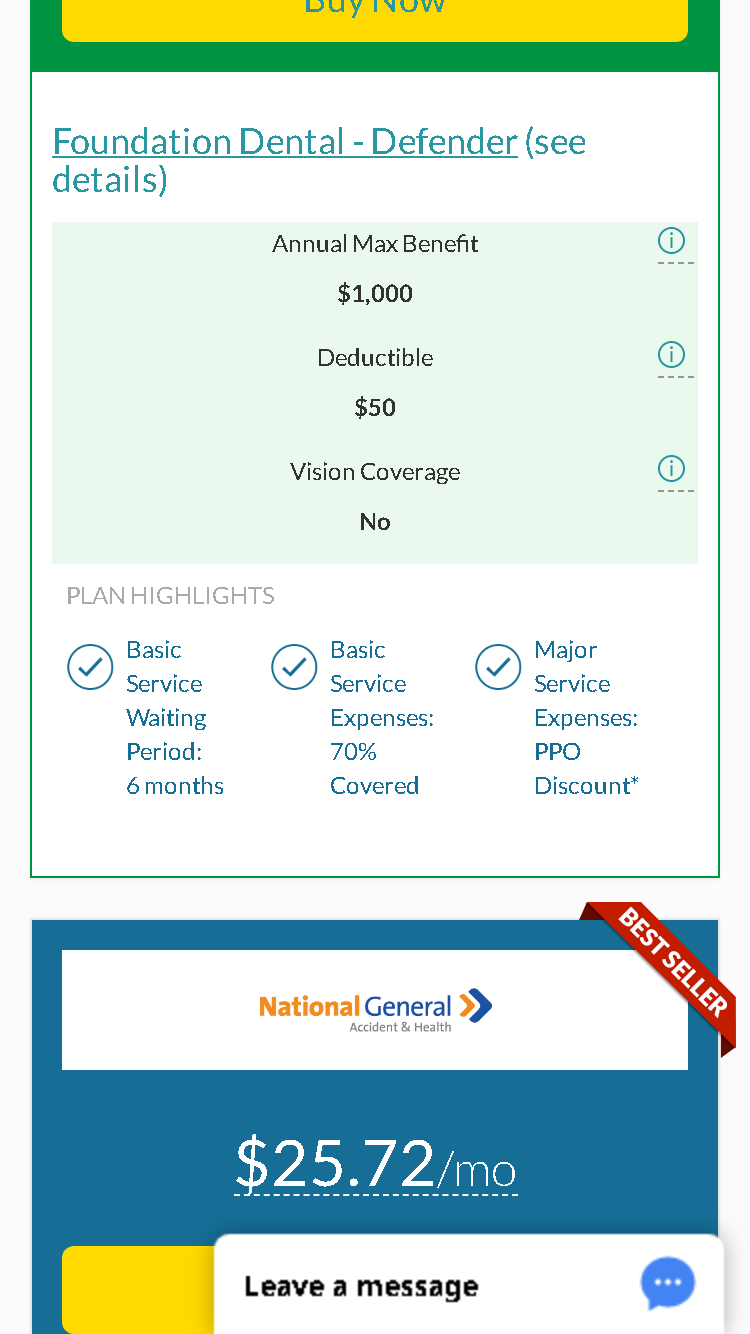 Buy Now
Foundation Dental - Defender (see
details)
Annual Max Benefit
$1,000
Deductible
$50
Vision Coverage
No
PLAN HIGHLIGHTS
Basic
Service
Waiting
Period:
6 months
Basic
Service
Expenses:
70%
Covered
Major
Service
Expenses:
PPO
Discount*
BEST SELLER
National General
Accident & Health
$25.72/mo
Leave a message